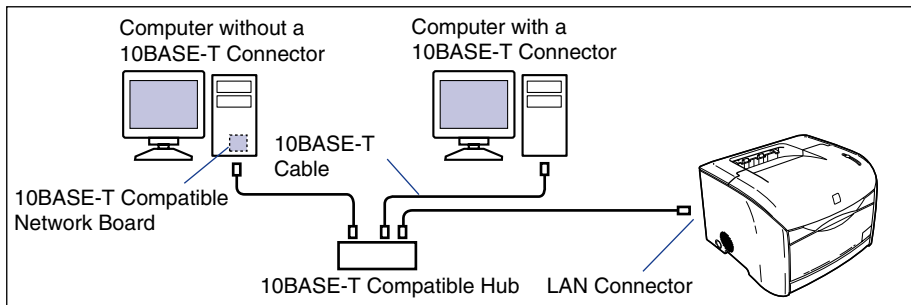 Computer without a
10BASE-T Connector
Computer with a
10BASE-T Connector
10BASE-T
Cable
10BASE-T Compatible
Network Board
10BASE-T Compatible Hub
LAN Connector